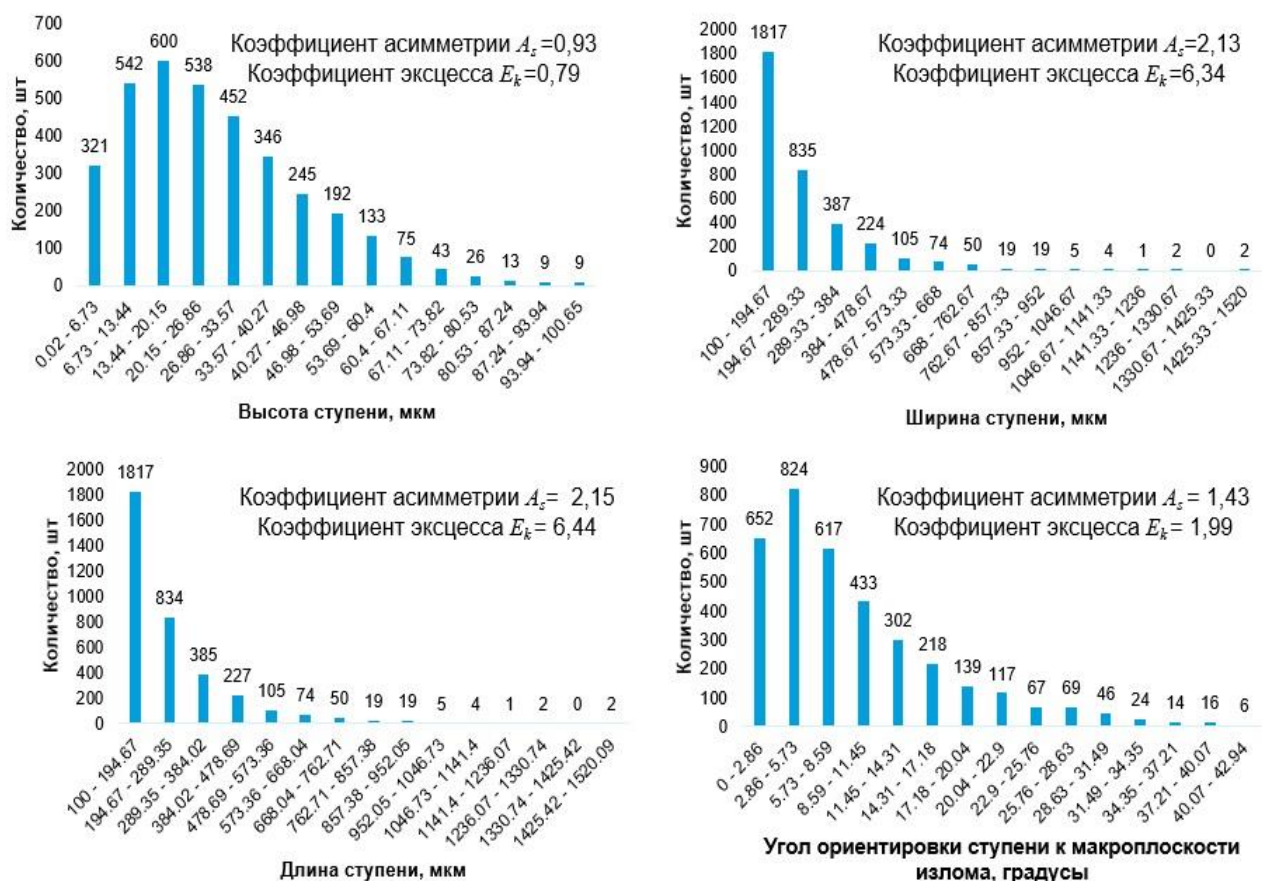 Количество, шт
700
600
500
400
300
200
100
0
Коэффициент асимметрии As =0,93
Коэффициент эксцесса Ek =0,79
321
542
600
538
452
346
245
192
133
75
43
26
13
9
9
0.02 - 6.73
6.73 - 13.44
13.44 - 20.15
20.15 - 26.86
26.86 - 33.57
33.57 - 40.27
40.27 - 46.98
46.98 - 53.69
53.69 - 60.4
60.4 - 67.11
67.11 - 73.82
73.82 - 80.53
80.53 - 87.24
87.24 - 93.94
93.94 - 100.65
Высота ступени, мкм
Количество, шт
2000
1800
1600
1400
1200
1000
800
600
400
200
0
Коэффициент асимметрии As =2,13
Коэффициент эксцесса Ek =6,34
1817
835
387
224
105
74
50
19
19
5
4
1
2
0
2
100 - 194.67
194.67 - 289.33
289.33 - 384
384 - 478.67
478.67 - 573.33
573.33 - 668
668 - 762.67
762.67 - 857.33
857.33 - 952
952 - 1046.67
1046.67 - 1141.33
1141.33 - 1236
1236 - 1330.67
1330.67 - 1425.33
1425.33 - 1520
Ширина ступени, мкм
Количество, шт
2000
1800
1600
1400
1200
1000
800
600
400
200
0
Коэффициент асимметрии As = 2,15
Коэффициент эксцесса Ek = 6,44
1817
834
385
227
105
74
50
19
19
5
4
1
2
0
2
100 - 194.67
194.67 - 289.35
289.35 - 384.02
384.02 - 478.69
478.69 - 573.36
573.36 - 668.04
668.04 - 762.71
762.71 - 857.38
857.38 - 952.05
952.05 - 1046.73
1046.73 - 1141.4
1141.4 - 1236.07
1236.07 - 1330.74
1330.74 - 1425.42
1425.42 - 1520.09
Длина ступени, мкм
Количество, шт
900
800
700
600
500
400
300
200
100
0
Коэффициент асимметрии As = 1,43
Коэффициент эксцесса Ek = 1,99
652
824
617
433
302
218
139
117
67
69
46
24
14
16
6
0 - 2.86
2.86 - 5.73
5.73 - 8.59
8.59 - 11.45
11.45 - 14.31
14.31 - 17.18
17.18 - 20.04
20.04 - 22.9
22.9 - 25.76
25.76 - 28.63
28.63 - 31.49
31.49 - 34.35
34.35 - 37.21
37.21 - 40.07
40.07 - 42.94
Угол ориентировки ступени к макроплоскости
излома, градусы